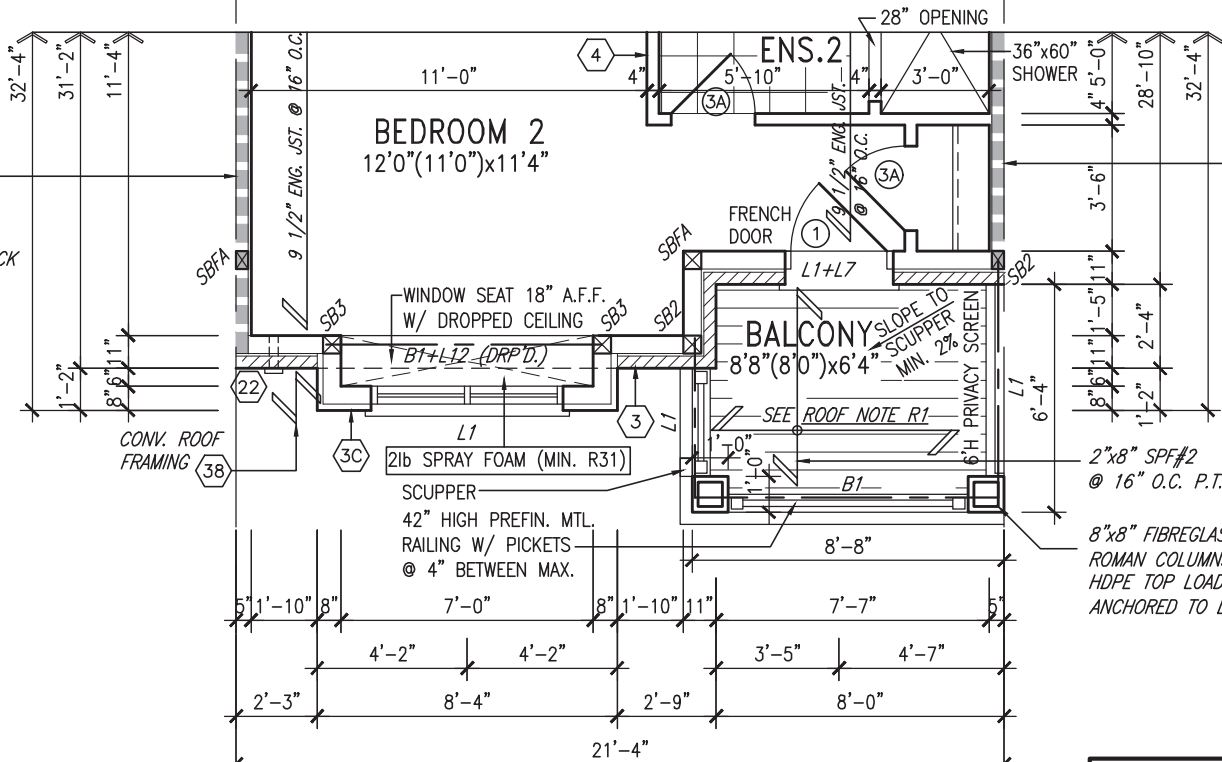 28" OPENING
ENS.2
36"x60"
SHOWER
4
11'-0"
4"
5'-10"
4"
3'-0"
3A
32'-4"
31'-2"
11'-4"
9 1/2" ENG. JST. @ 16" O.C.
BEDROOM 2
12'0"(11'0")x11'4"
9 1/2" ENG. JST.
@ 16" O.C.
3A
4" 5'-0"
28'-10"
32'-4"
3'-6"
FRENCH
DOOR
1
SBFA
SBFA
CK
L1+L7
SB2
WINDOW SEAT 18" A.F.F.
W/ DROPPED CEILING
SB3
SB3
SB2
B1+L12 (DRP'D.)
BALCONY
8'8"(8'0")x6'4"
SLOPE TO
SCUPPER
MIN. 2%
6'H PRIVACY SCREEN
L1
6'-4"
11"
1'-5"
11"
6"
8"
2'-4"
1'-2"
11"
6"
8"
1'-2"
22
3
3C
L1
L1
SEE ROOF NOTE R1
CONV. ROOF
FRAMING
38
2lb SPRAY FOAM (MIN. R31)
1'-0"
1'-0"
B1
SCUPPER
42" HIGH PREFIN. MTL.
RAILING W/ PICKETS
@ 4" BETWEEN MAX.
2"x8" SPF#2
@ 16" O.C. P.T.
8"x8" FIBREGLAS
ROMAN COLUMN
HDPE TOP LOAD
ANCHORED TO
8'-8"
5" 1'-10" 8" 7'-0" 8" 1'-10" 11" 7'-7" 5"
4'-2" 4'-2" 3'-5" 4'-7"
2'-3" 8'-4" 2'-9" 8'-0"
21'-4"